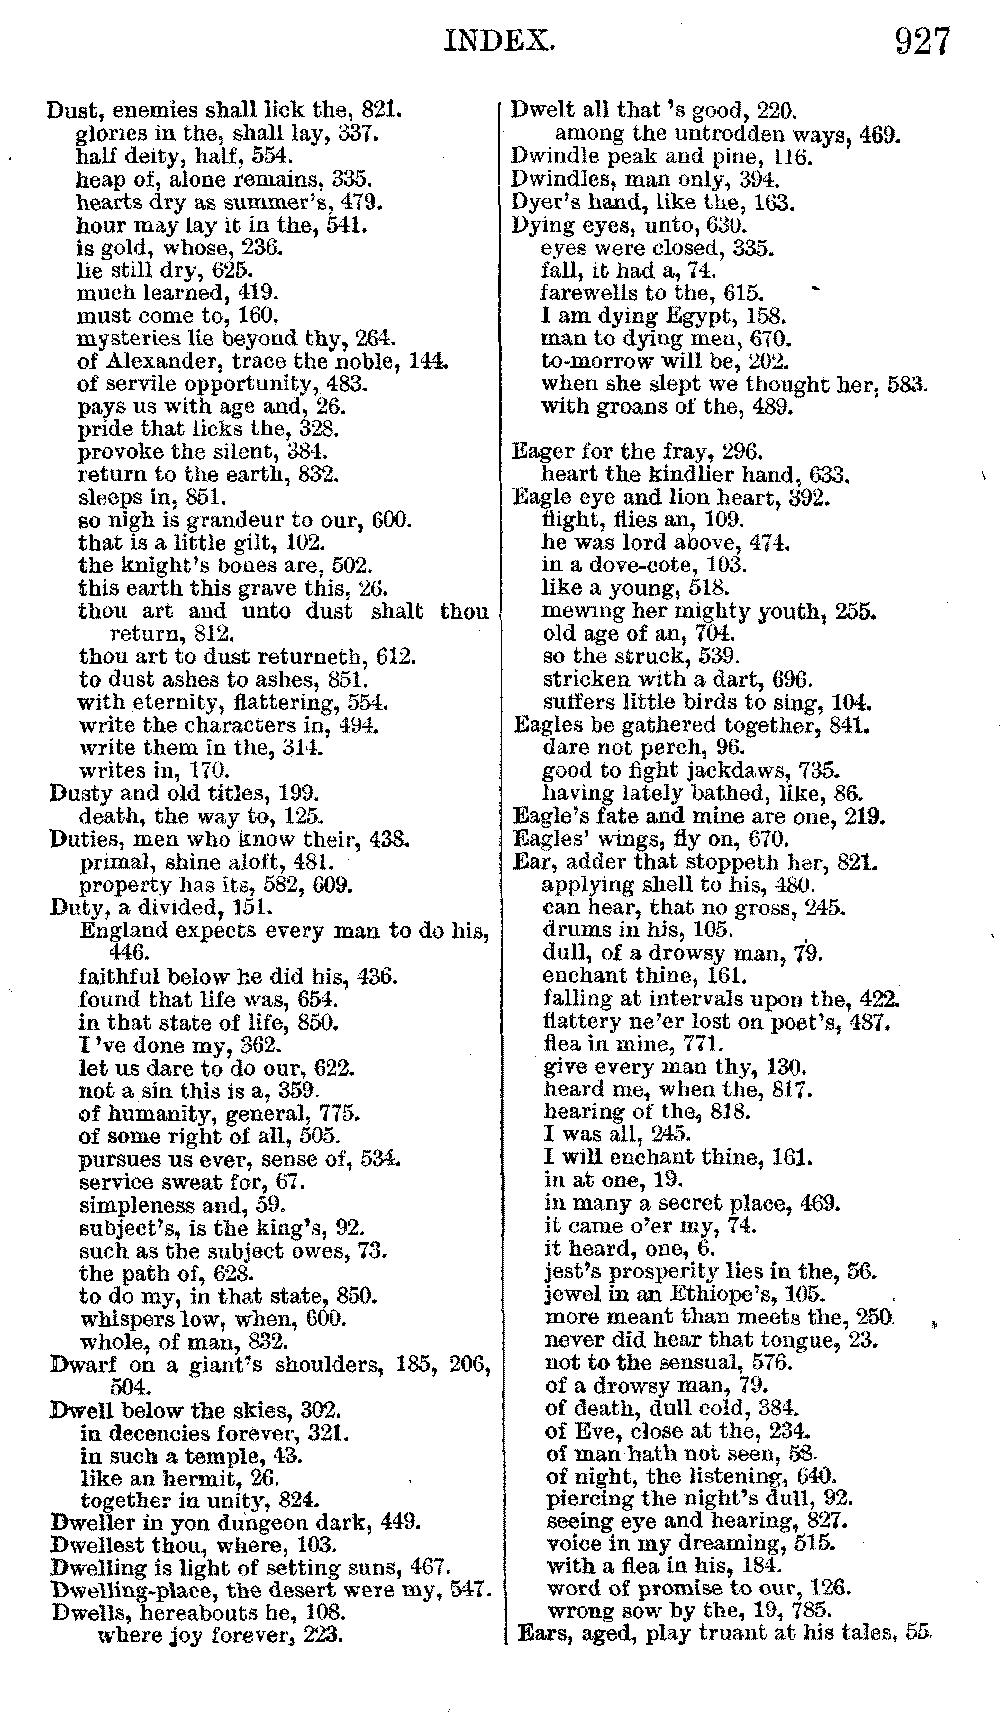 INDEX.
927
Dust, enemies shall lick the, 821.
glories in the, shall lay, 337.
half deity, half, 554.
heap of, alone remains, 335.
hearts dry as summer's, 479.
hour may lay it in the, 541.
is gold, whose, 236.
lie still dry, 625.
much learned, 419.
must come to, 160.
mysteries lie beyond thy, 264.
of Alexander, trace the noble, 144.
of servile opportunity, 483.
pays us with age and, 26.
pride that licks the, 328.
provoke the silent, 384.
return to the earth, 832.
sleeps in, 851.
so nigh is grandeur to our, 600.
that is a little gilt, 102.
the knight's bones are, 502.
this earth this grave this, 26.
thou art and unto dust shalt thou
return, 812.
thou art to dust returneth, 612.
to dust ashes to ashes, 851.
with eternity, flattering, 554.
write the characters in, 494.
write them in the, 314.
writes in, 170.
Dusty and old titles, 199.
death, the way to, 125.
Duties, men who know their, 438.
primal, shine aloft, 481.
property has its, 582, 609.
Duty, a divided, 151.
England expects every man to do his,
446.
faithful below he did his, 436.
found that life was, 654.
in that state of life, 850.
I 've done my, 362.
let us dare to do our, 622.
not a sin this is a, 359.
of humanity, general, 775.
of some right of all, 505.
pursues us ever, sense of, 534.
service sweat for, 67.
simpleness and, 59.
subject's, is the king's, 92.
such as the subject owes, 73.
the path of, 628.
to do my, in that state, 850.
whispers low, when, 600.
whole, of man, 832.
Dwarf on a giant's shoulders, 185, 206,
504.
Dwell below the skies, 302.
in decencies forever, 321.
in such a temple, 43.
like an hermit, 26.
together in unity, 824.
Dweller in yon dungeon dark, 449.
Dwellest thou, where, 103.
Dwelling is light of setting suns, 467.
Dwelling-place, the desert were my, 547.
Dwells, hereabouts he, 108.
where joy forever, 223.
Dwelt all that 's good, 220.
among the untrodden ways, 469.
Dwindle peak and pine, 116.
Dwindles, man only, 394.
Dyer's hand, like the, 163.
Dying eyes, unto, 630.
eyes were closed, 335.
fall, it had a, 74.
farewells to the, 615.
I am dying Egypt, 158.
man to dying men, 670.
to-morrow will be, 202.
when she slept we thought her, 583.
with groans of the, 489.
Eager for the fray, 296.
heart the kindlier hand, 633.
Eagle eye and lion heart, 392.
flight, flies an, 109.
he was lord above, 474.
in a dove-cote, 103.
like a young, 518.
mewing her mighty youth, 255.
old age of an, 704.
so the struck, 539.
stricken with a dart, 696.
suffers little birds to sing, 104.
Eagles be gathered together, 841.
dare not perch, 96.
good to fight jackdaws, 735.
having lately bathed, like, 86.
Eagle's fate and mine are one, 219.
Eagles' wings, fly on, 670.
Ear, adder that stoppeth her, 821.
applying shell to his, 480.
can hear, that no gross, 245.
drums in his, 105.
dull, of a drowsy man, 79.
enchant thine, 161.
falling at intervals upon the, 422.
flattery ne'er lost on poet's, 487.
flea in mine, 771.
give every man thy, 130.
heard me, when the, 817.
hearing of the, 818.
I was all, 245.
I will enchant thine, 161.
in at one, 19.
in many a secret place, 469.
it came o'er my, 74.
it heard, one, 6.
jest's prosperity lies in the, 56.
jewel in an Ethiope's, 105.
more meant than meets the, 250.
never did hear that tongue, 23.
not to the sensual, 576.
of a drowsy man, 79.
of death, dull cold, 384.
of Eve, close at the, 234.
of man hath not seen, 58.
of night, the listening, 640.
piercing the night's dull, 92.
seeing eye and hearing, 827.
voice in my dreaming, 515.
with a flea in his, 184.
word of promise to our, 126.
wrong sow by the, 19, 785.
Ears, aged, play truant at his tales, 55.